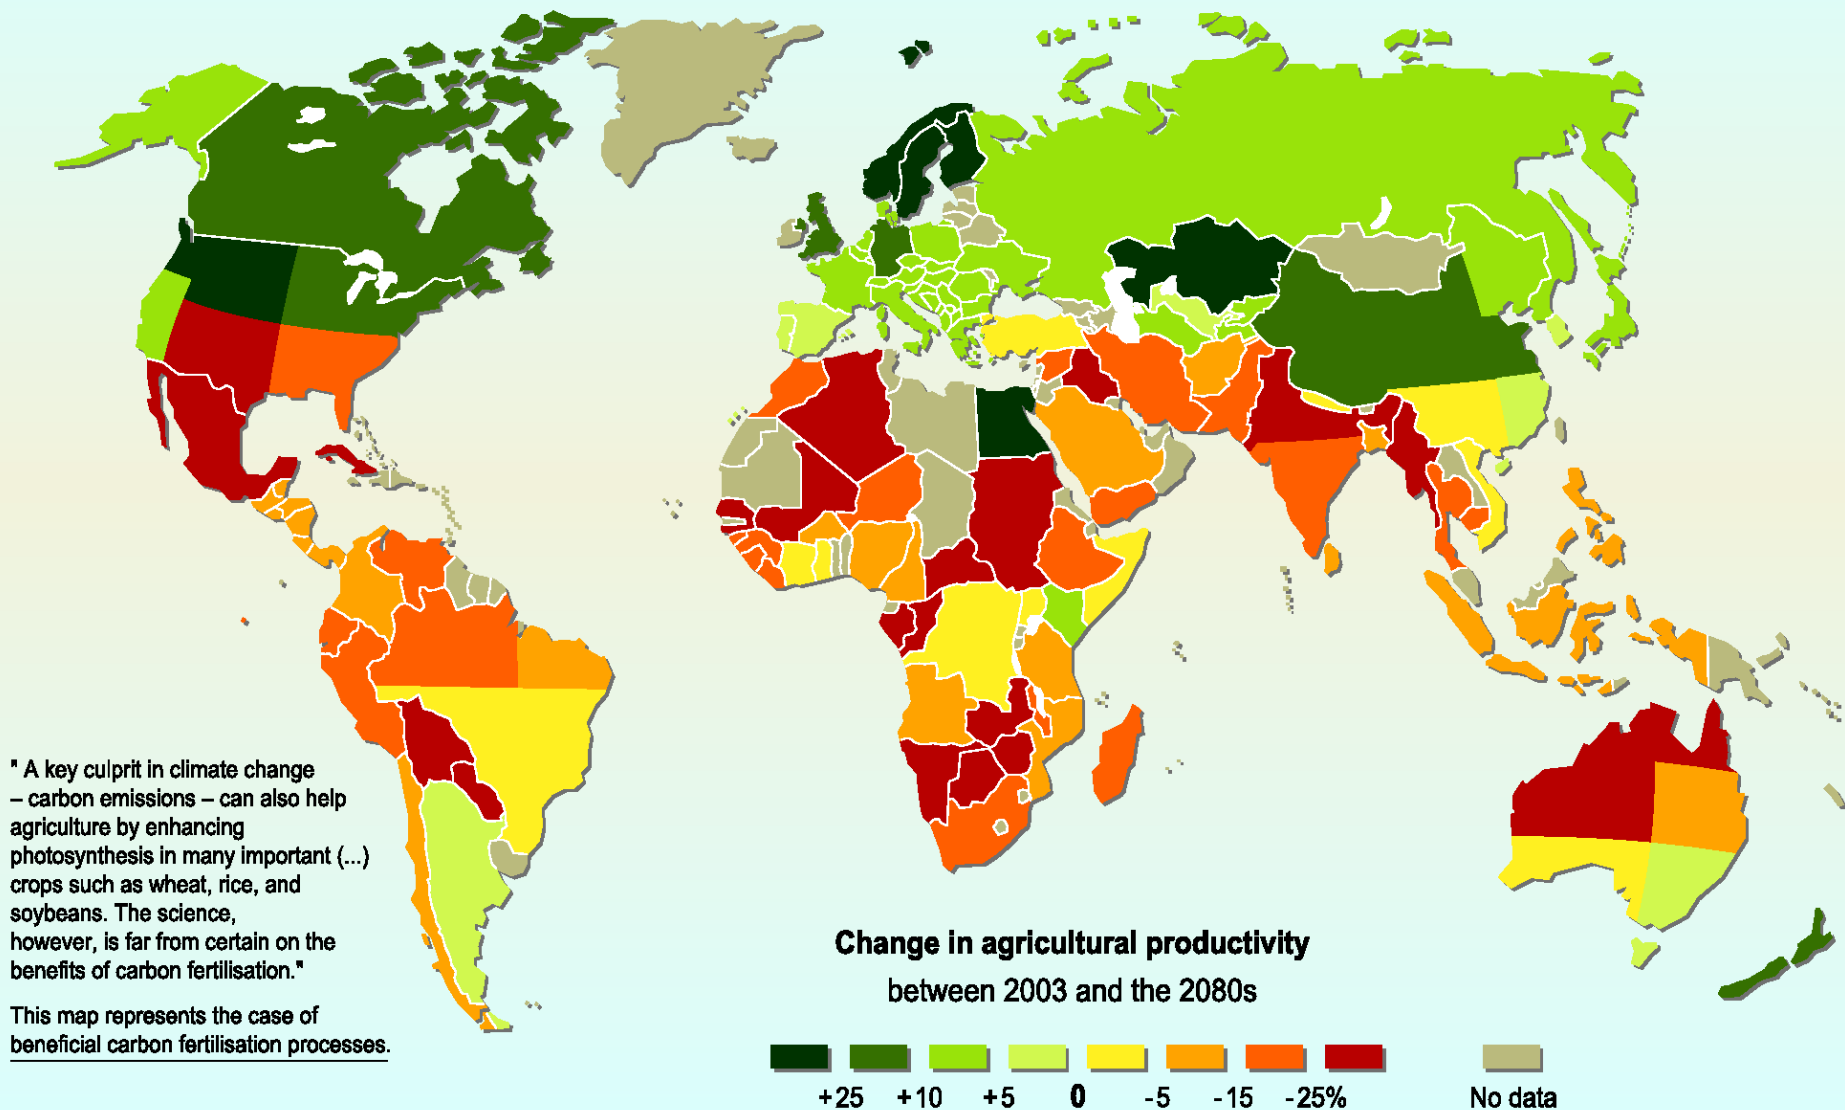 " A key culprit in climate change
– carbon emissions – can also help
agriculture by enhancing
photosynthesis in many important (...)
crops such as wheat, rice, and
soybeans. The science,
however, is far from certain on the
benefits of carbon fertilisation."
This map represents the case of
beneficial carbon fertilisation processes.
Change in agricultural productivity
between 2003 and the 2080s
+25 +10 +5 0 -5 -15 -25% No data